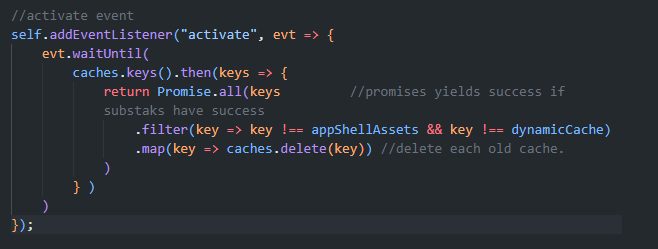 //activate event
self.addEventListener("activate", evt => {
    evt.waitUntil(
        caches.keys().then(keys => {
            return Promise.all(keys         //promises yields success if
            substaks have success
                .filter(key => key !== appShellAssets && key !== dynamicCache)
                .map(key => caches.delete(key)) //delete each old cache.
            )
        } )
    )
});